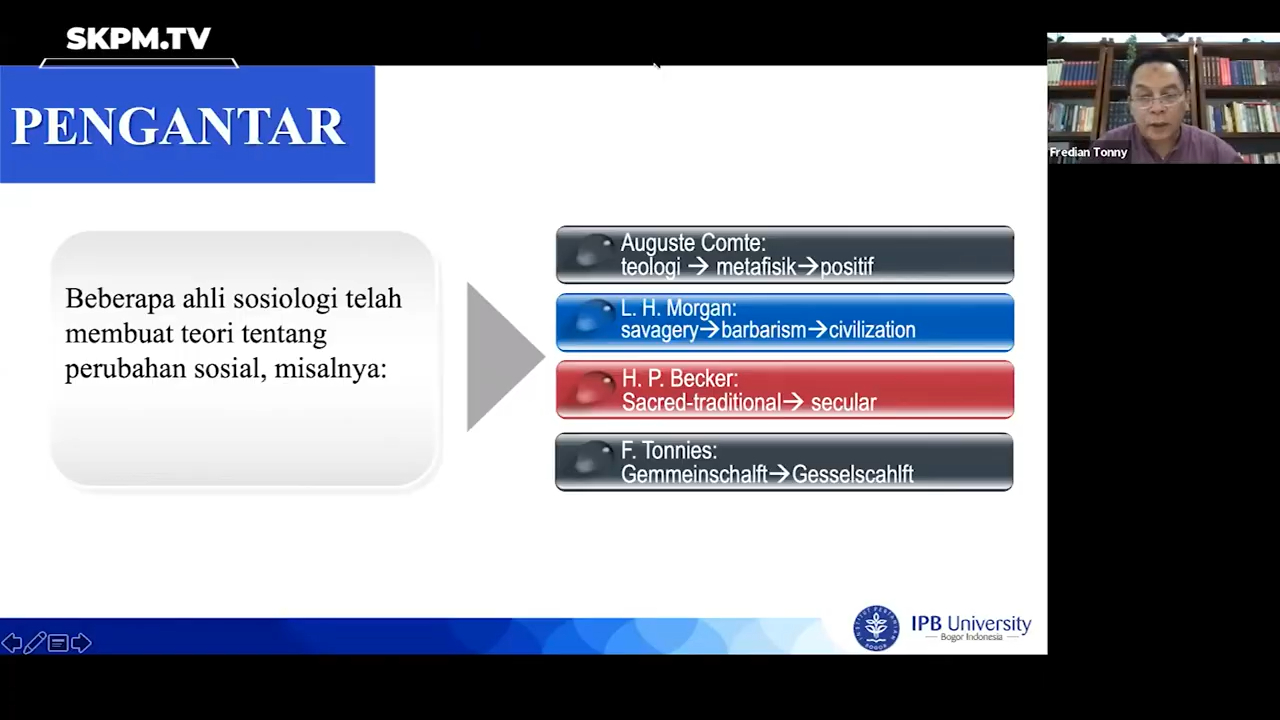 SKPM.TV
PENGANTAR
Beberapa ahli sosiologi telah
membuat teori tentang
perubahan sosial, misalnya:
Auguste Comte:
teologi → metafisik→positif
L. H. Morgan:
savagery→barbarism→civilization
H. P. Becker:
Sacred-traditional→ secular
F. Tonnies:
Gemmeinschalft→Gesselscahlft
Fredian Tonny
IPB University
Bogor Indonesia